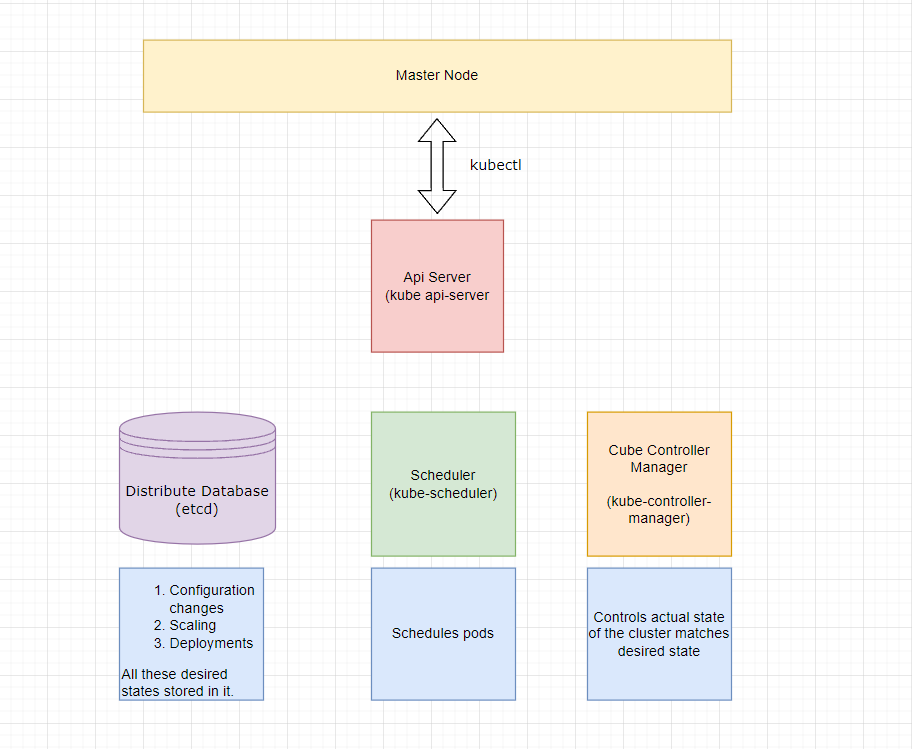 Master Node
kubectl
Api Server
(kube api-server
Distribute Database
(etcd)
Scheduler
(kube-scheduler)
Cube Controller
Manager
(kube-controller-
manager)
1. Configuration
changes
2. Scaling
3. Deployments
All these desired
states stored in it.
Schedules pods
Controls actual state
of the cluster matches
desired state